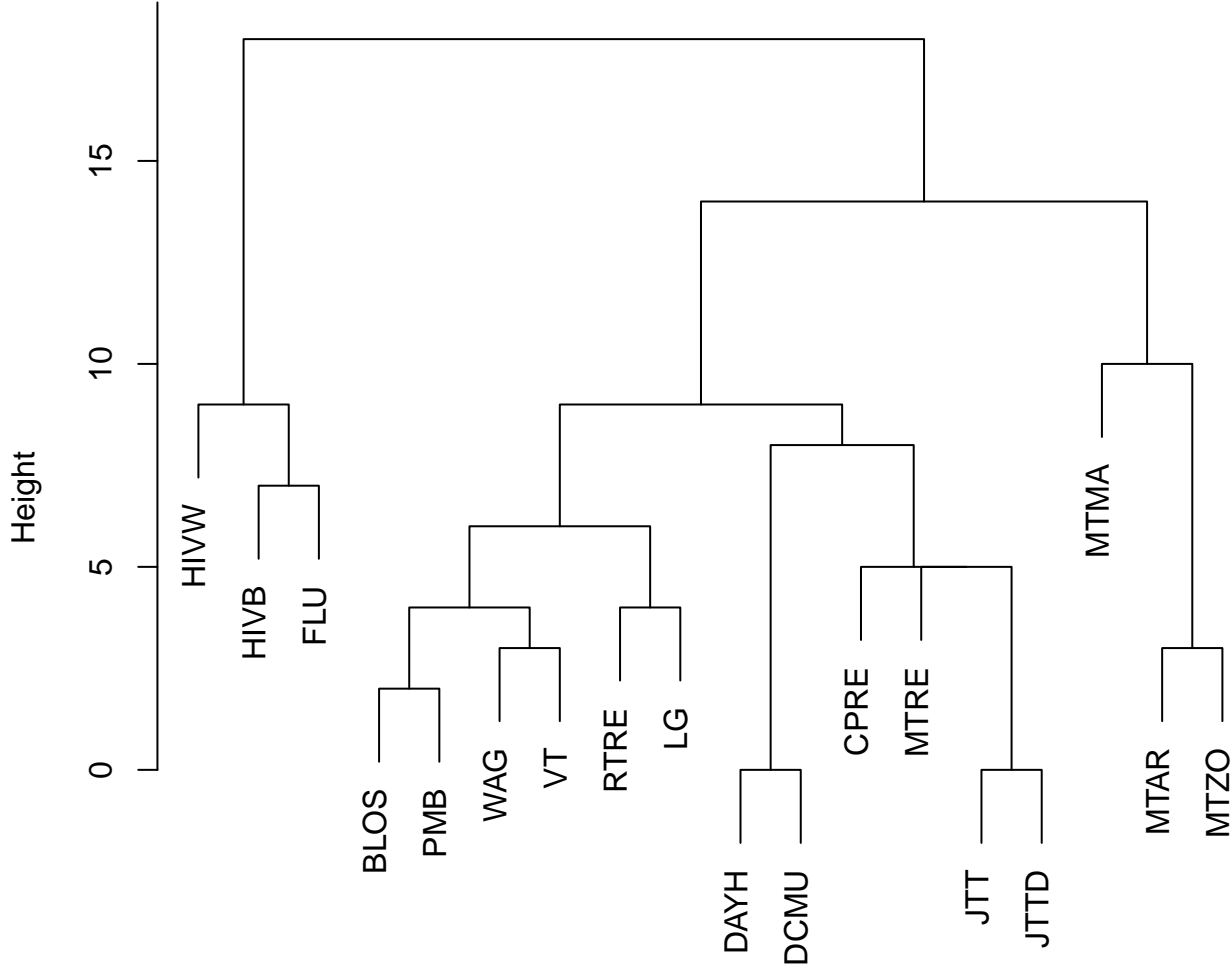 Height
15
10
5
0
HIVW
HIVB
FLU
BLOS
PMB
WAG
VT
RTRE
LG
DAYH
DCMU
CPRE
MTRE
JTT
JTTD
MTMA
MTAR
MTZO